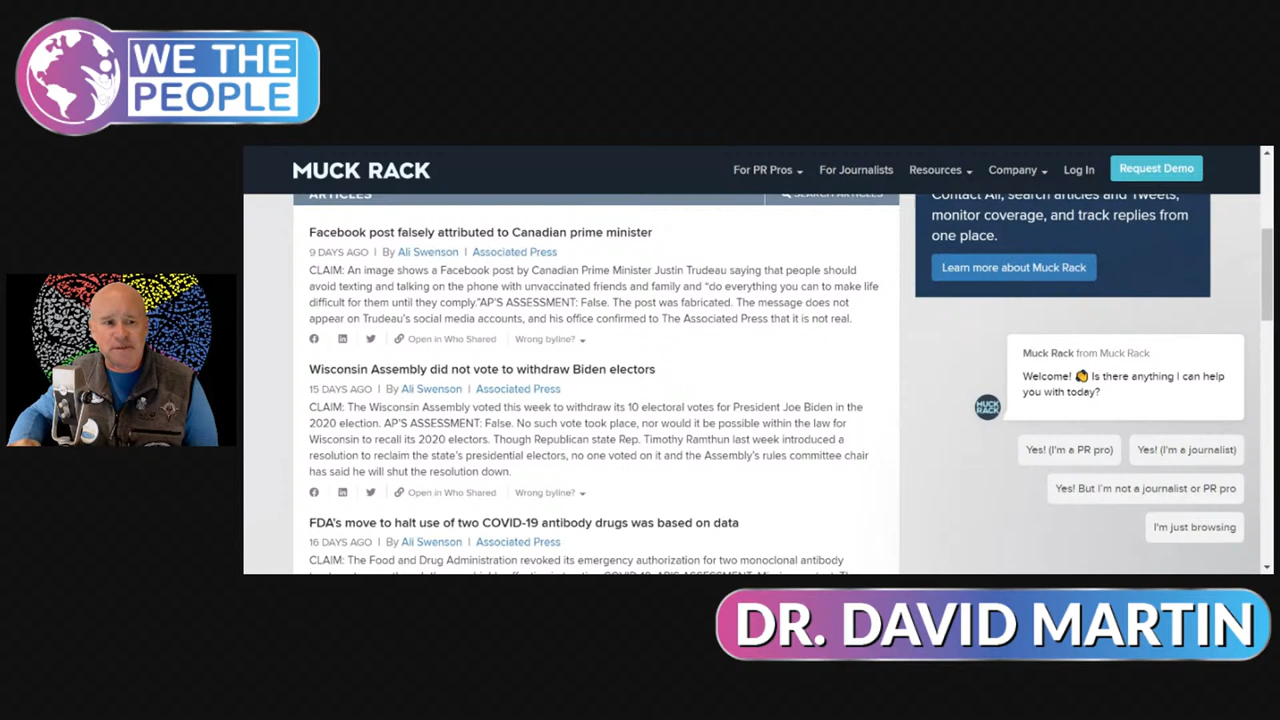 WE THE
PEOPLE
MUCK RACK
For PR Pros
For Journalists
Resources
Company
Log In
Request Demo
ARTICLES
SEARCH ARTICLES
Facebook post falsely attributed to Canadian prime minister
9 DAYS AGO | By Ali Swenson | Associated Press
CLAIM: An image shows a Facebook post by Canadian Prime Minister Justin Trudeau saying that people should
avoid texting and talking on the phone with unvaccinated friends and family and “do everything you can to make life
difficult for them until they comply.”AP'S ASSESSMENT: False. The post was fabricated. The message does not
appear on Trudeau's social media accounts, and his office confirmed to The Associated Press that it is not real.
Open in Who Shared
Wrong byline?
Wisconsin Assembly did not vote to withdraw Biden electors
15 DAYS AGO | By Ali Swenson | Associated Press
CLAIM: The Wisconsin Assembly voted this week to withdraw its 10 electoral votes for President Joe Biden in the
2020 election. AP'S ASSESSMENT: False. No such vote took place, nor would it be possible within the law for
Wisconsin to recall its 2020 electors. Though Republican state Rep. Timothy Ramthun last week introduced a
resolution to reclaim the state's presidential electors, no one voted on it and the Assembly's rules committee chair
has said he will shut the resolution down.
Open in Who Shared
Wrong byline?
FDA's move to halt use of two COVID-19 antibody drugs was based on data
16 DAYS AGO | By Ali Swenson | Associated Press
CLAIM: The Food and Drug Administration revoked its emergency authorization for two monoclonal antibody
Contact Ali, search articles and Tweets,
monitor coverage, and track replies from
one place.
Learn more about Muck Rack
Muck Rack from Muck Rack
Welcome! Is there anything I can help
you with today?
MUCK
RACK
Yes! (I'm a PR pro)
Yes! (I'm a journalist)
Yes! But I'm not a journalist or PR pro
I'm just browsing
DR. DAVID MARTIN